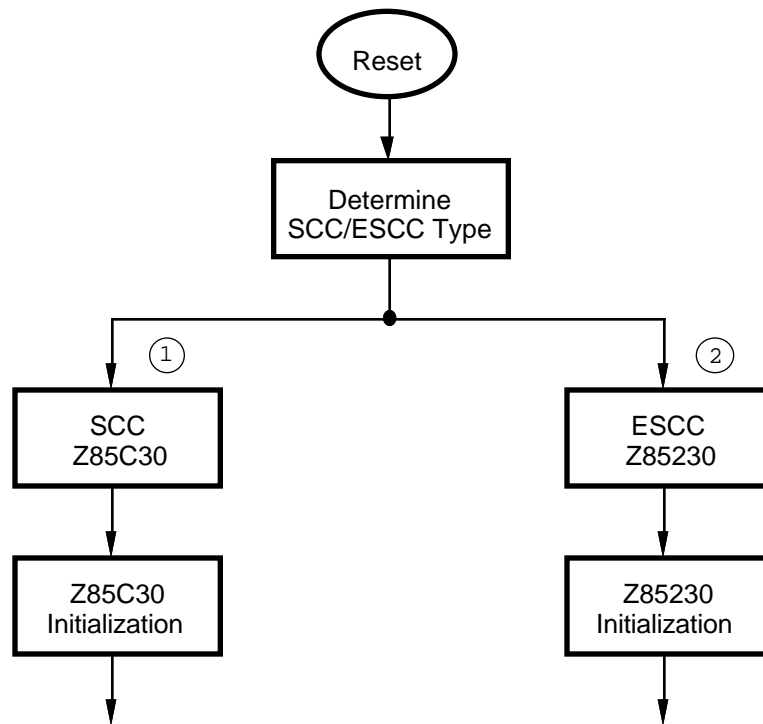 Reset
Determine
SCC/ESCC Type
1
2
SCC
Z85C30
ESCC
Z85230
Z85C30
Initialization
Z85230
Initialization